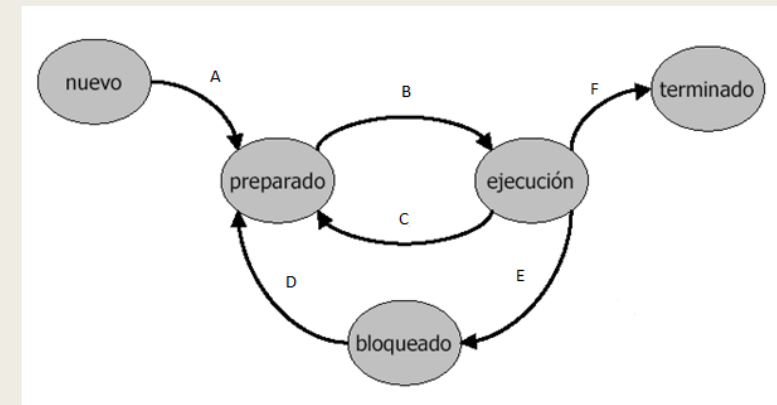 nuevo
A
B
F
terminado
preparado
ejecución
C
D
E
bloqueado